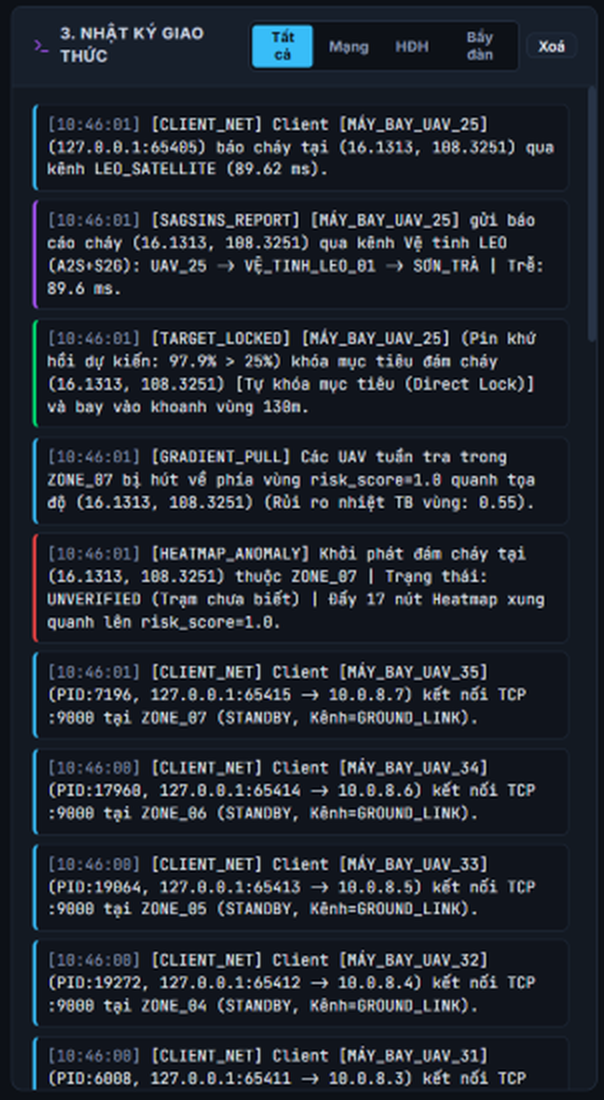 3. NHẬT KÝ GIAO
THỨC
Tất
cả
Mạng
HĐH
Bầy
đàn
Xoá
[10:46:01] [CLIENT_NET] Client [MÁY_BAY_UAV_25]
(127.0.0.1:65405) báo cháy tại (16.1313, 108.3251) qua
kênh LEO_SATELLITE (89.62 ms).
[10:46:01] [SAGSINS_REPORT] [MÁY_BAY_UAV_25] gửi báo
cáo cháy (16.1313, 108.3251) qua kênh Vệ tinh LEO
(A2S+S2G): UAV_25 → VỆ_TINH_LEO_01 → SƠN_TRÀ | Trễ:
89.6 ms.
[10:46:01] [TARGET_LOCKED] [MÁY_BAY_UAV_25] (Pin khứ
hồi dự kiến: 97.9% > 25%) khóa mục tiêu đám cháy
(16.1313, 108.3251) [Tự khóa mục tiêu (Direct Lock)]
và bay vào khoanh vùng 130m.
[10:46:01] [GRADIENT_PULL] Các UAV tuần tra trong
ZONE_07 bị hút về phía vùng risk_score=1.0 quanh tọa
độ (16.1313, 108.3251) (Rủi ro nhiệt TB vùng: 0.55).
[10:46:01] [HEATMAP_ANOMALY] Khởi phát đám cháy tại
(16.1313, 108.3251) thuộc ZONE_07 | Trạng thái:
UNVERIFIED (Trạm chưa biết) | Đẩy 17 nút Heatmap xung
quanh lên risk_score=1.0.
[10:46:01] [CLIENT_NET] Client [MÁY_BAY_UAV_35]
(PID:7196, 127.0.0.1:65415 → 10.0.8.7) kết nối TCP
:9000 tại ZONE_07 (STANDBY, Kênh=GROUND_LINK).
[10:46:00] [CLIENT_NET] Client [MÁY_BAY_UAV_34]
(PID:17960, 127.0.0.1:65414 → 10.0.8.6) kết nối TCP
:9000 tại ZONE_06 (STANDBY, Kênh=GROUND_LINK).
[10:46:00] [CLIENT_NET] Client [MÁY_BAY_UAV_33]
(PID:19064, 127.0.0.1:65413 → 10.0.8.5) kết nối TCP
:9000 tại ZONE_05 (STANDBY, Kênh=GROUND_LINK).
[10:46:00] [CLIENT_NET] Client [MÁY_BAY_UAV_32]
(PID:19272, 127.0.0.1:65412 → 10.0.8.4) kết nối TCP
:9000 tại ZONE_04 (STANDBY, Kênh=GROUND_LINK).
[10:46:00] [CLIENT_NET] Client [MÁY_BAY_UAV_31]
(PID:6008, 127.0.0.1:65411 → 10.0.8.3) kết nối TCP